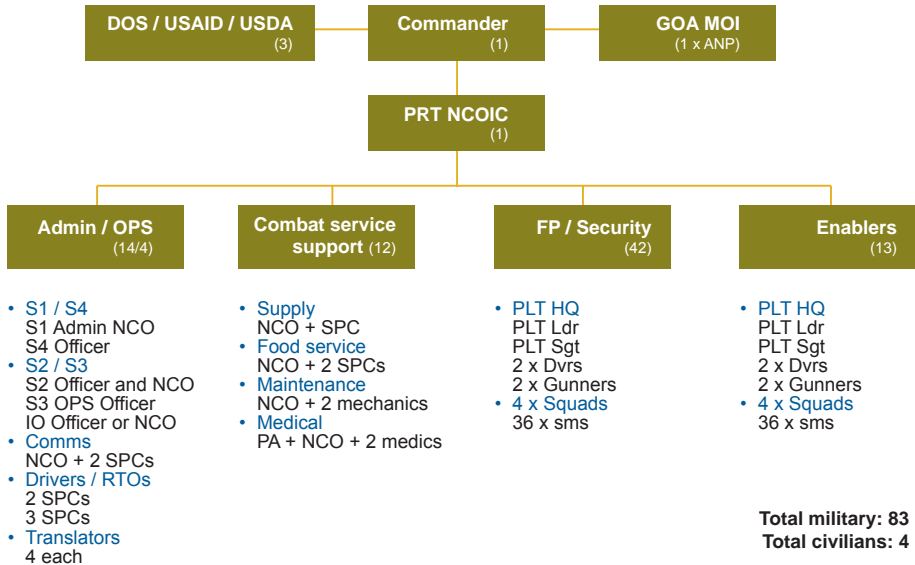 DOS / USAID / USDA
(3)
Commander
(1)
GOA MOI
(1 x ANP)
PRT NCOIC
(1)
Admin / OPS
(14/4)
• S1 / S4
S1 Admin NCO
S4 Officer
• S2 / S3
S2 Officer and NCO
S3 OPS Officer
IO Officer or NCO
• Comms
NCO + 2 SPCs
• Drivers / RTOs
2 SPCs
3 SPCs
• Translators
4 each
Combat service
support (12)
• Supply
NCO + SPC
• Food service
NCO + 2 SPCs
• Maintenance
NCO + 2 mechanics
• Medical
PA + NCO + 2 medics
FP / Security
(42)
• PLT HQ
PLT Ldr
PLT Sgt
2 x Dvrs
2 x Gunners
• 4 x Squads
36 x sms
Enablers
(13)
• PLT HQ
PLT Ldr
PLT Sgt
2 x Dvrs
2 x Gunners
• 4 x Squads
36 x sms
Total military: 83
Total civilians: 4